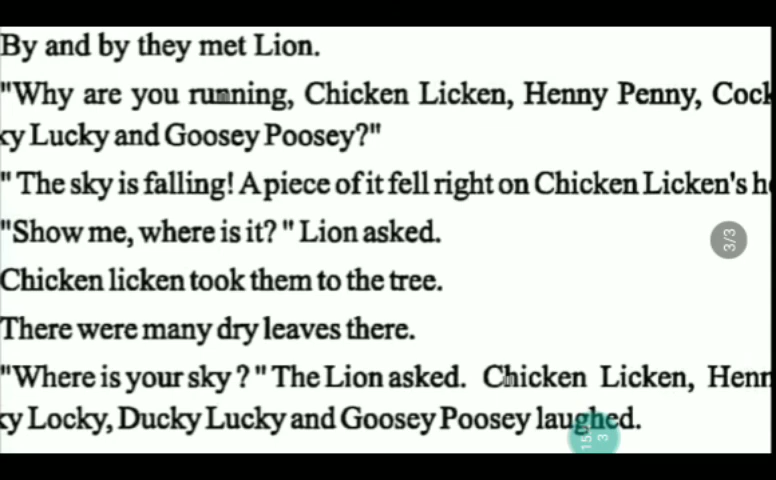 By and by they met Lion.
"Why are you running, Chicken Licken, Henny Penny, Cock
ky Lucky and Goosey Poosey?"
" The sky is falling! A piece of it fell right on Chicken Licken's h
"Show me, where is it? " Lion asked.
3/3
Chicken licken took them to the tree.
There were many dry leaves there.
"Where is your sky ? " The Lion asked. Chicken Licken, Henn
ky Locky, Ducky Lucky and Goosey Poosey laughed.